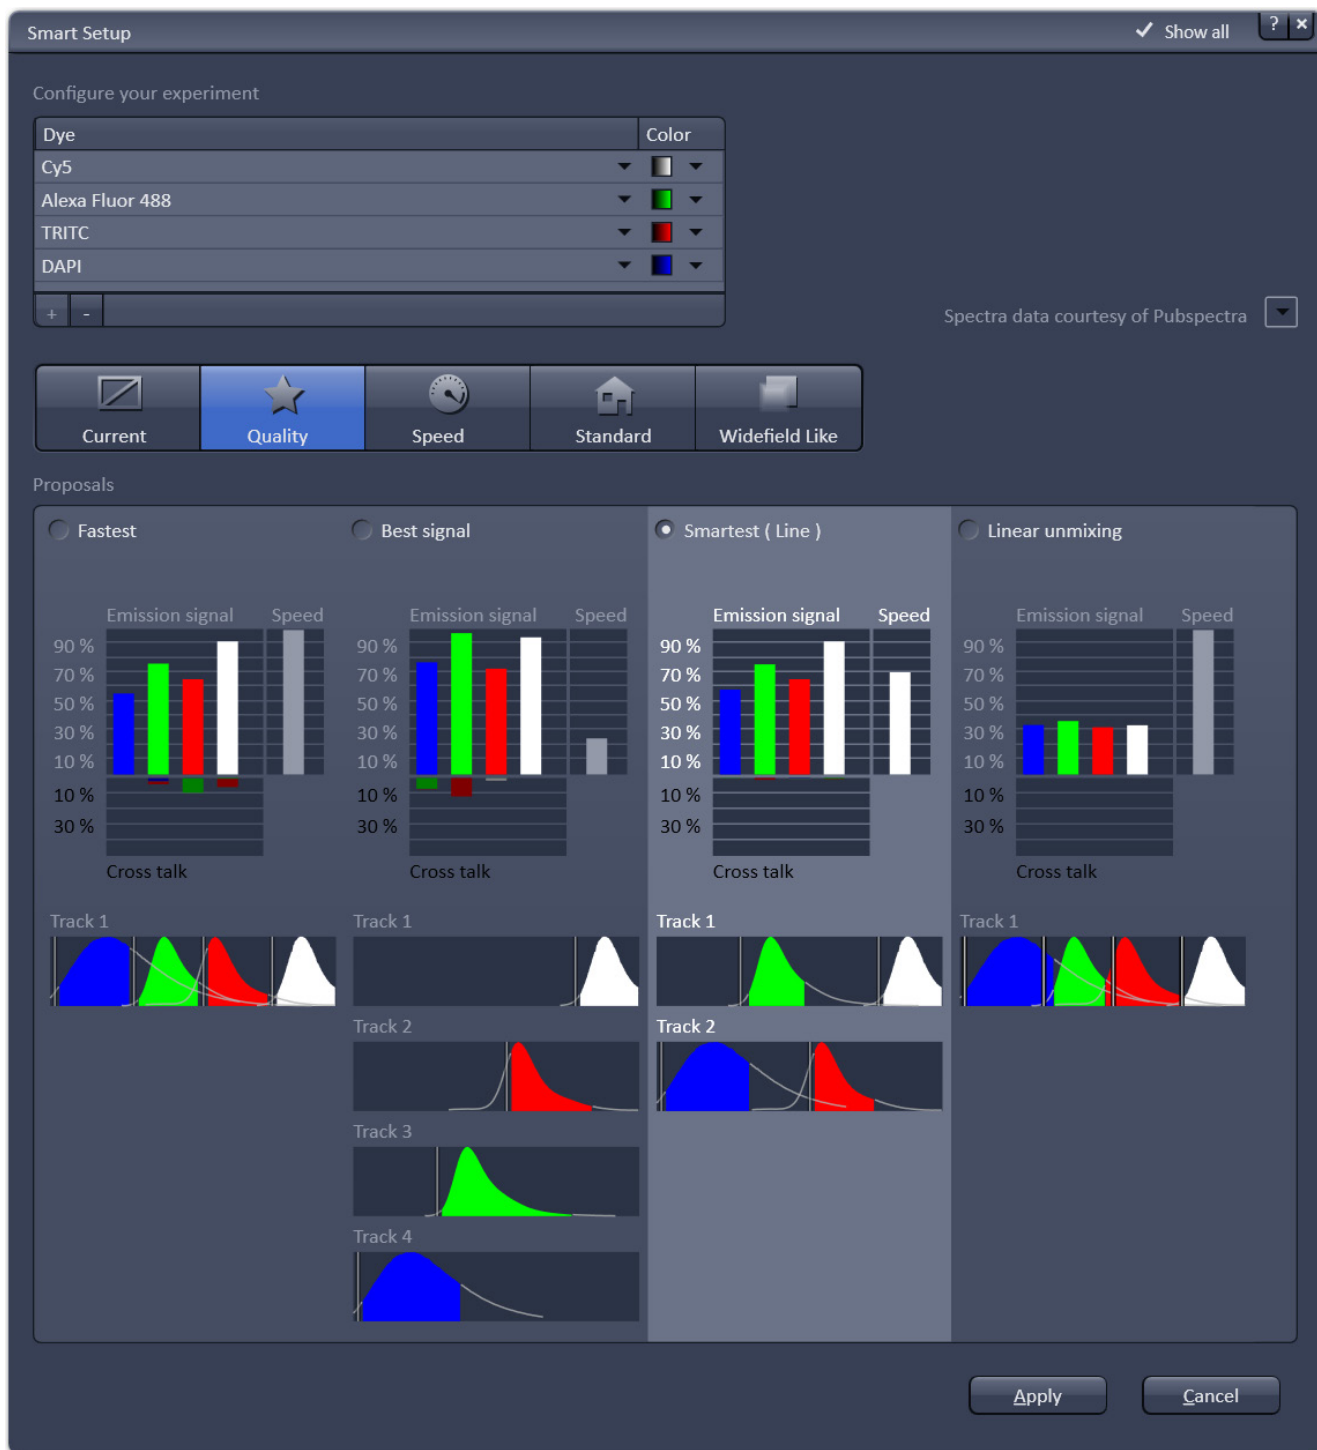 Smart Setup
Show all
?
×
Configure your experiment
Dye Color
Cy5
Alexa Fluor 488
TRITC
DAPI
+ -
Spectra data courtesy of Pubspectra
Current Quality Speed Standard Widefield Like
Proposals
Fastest
Emission signal Speed
90 %
70 %
50 %
30 %
10 %
10 %
30 %
Cross talk
Track 1
Best signal
Emission signal Speed
90 %
70 %
50 %
30 %
10 %
10 %
30 %
Cross talk
Track 1
Track 2
Track 3
Track 4
Smartest ( Line )
Emission signal Speed
90 %
70 %
50 %
30 %
10 %
10 %
30 %
Cross talk
Track 1
Track 2
Linear unmixing
Emission signal Speed
90 %
70 %
50 %
30 %
10 %
10 %
30 %
Cross talk
Track 1
Apply Cancel